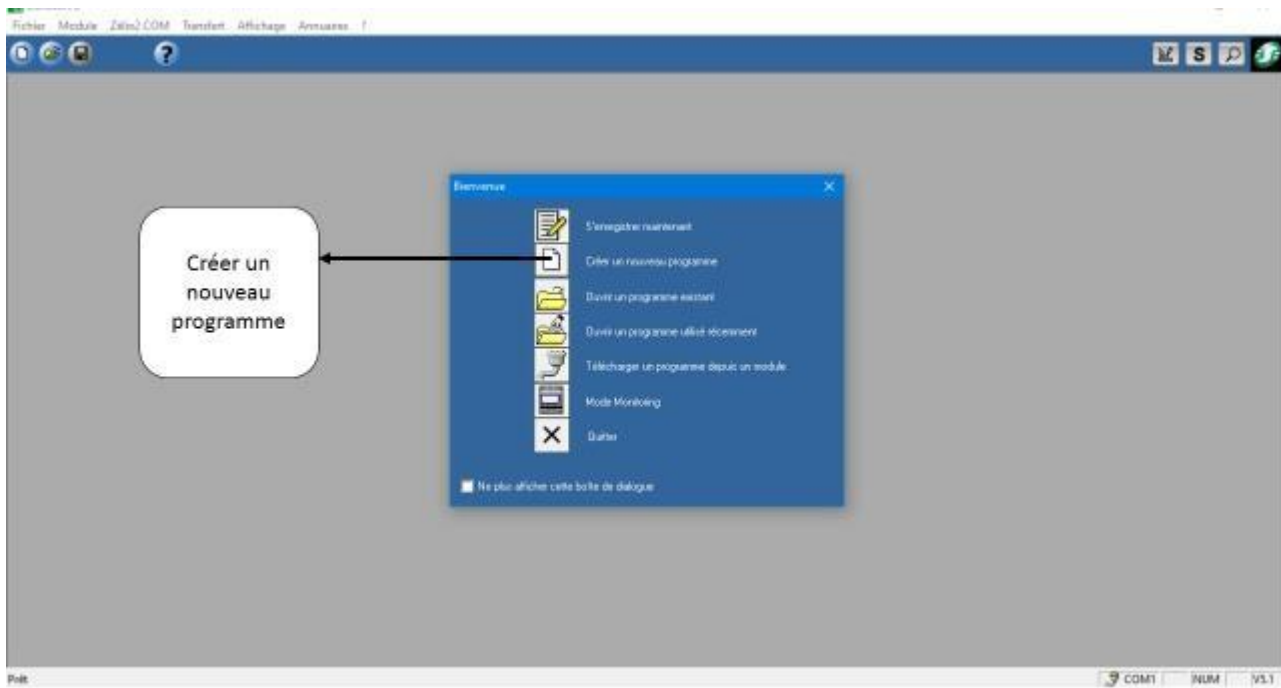 Fichier Module Zélio2COM Transfert Affichage Annuaires ?
S
Bienvenue
S'enregistrer maintenant
Créer un nouveau programme
Ouvrir un programme existant
Ouvrir un programme utilisé récemment
Télécharger un programme depuis un module
Mode Monitoring
Quitter
Ne plus afficher cette boîte de dialogue
Créer un
nouveau
programme
Prêt
COM1 NUM V5.1